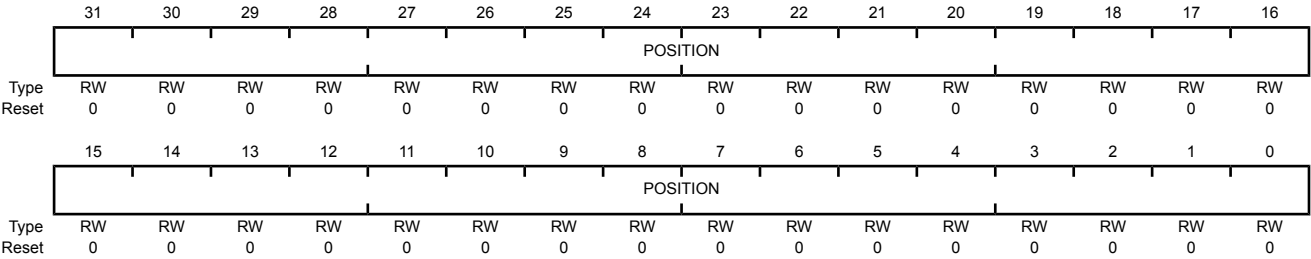 31 30 29 28 27 26 25 24 23 22 21 20 19 18 17 16
POSITION
Type RW RW RW RW RW RW RW RW RW RW RW RW RW RW RW RW
Reset 0 0 0 0 0 0 0 0 0 0 0 0 0 0 0 0
15 14 13 12 11 10 9 8 7 6 5 4 3 2 1 0
POSITION
Type RW RW RW RW RW RW RW RW RW RW RW RW RW RW RW RW
Reset 0 0 0 0 0 0 0 0 0 0 0 0 0 0 0 0